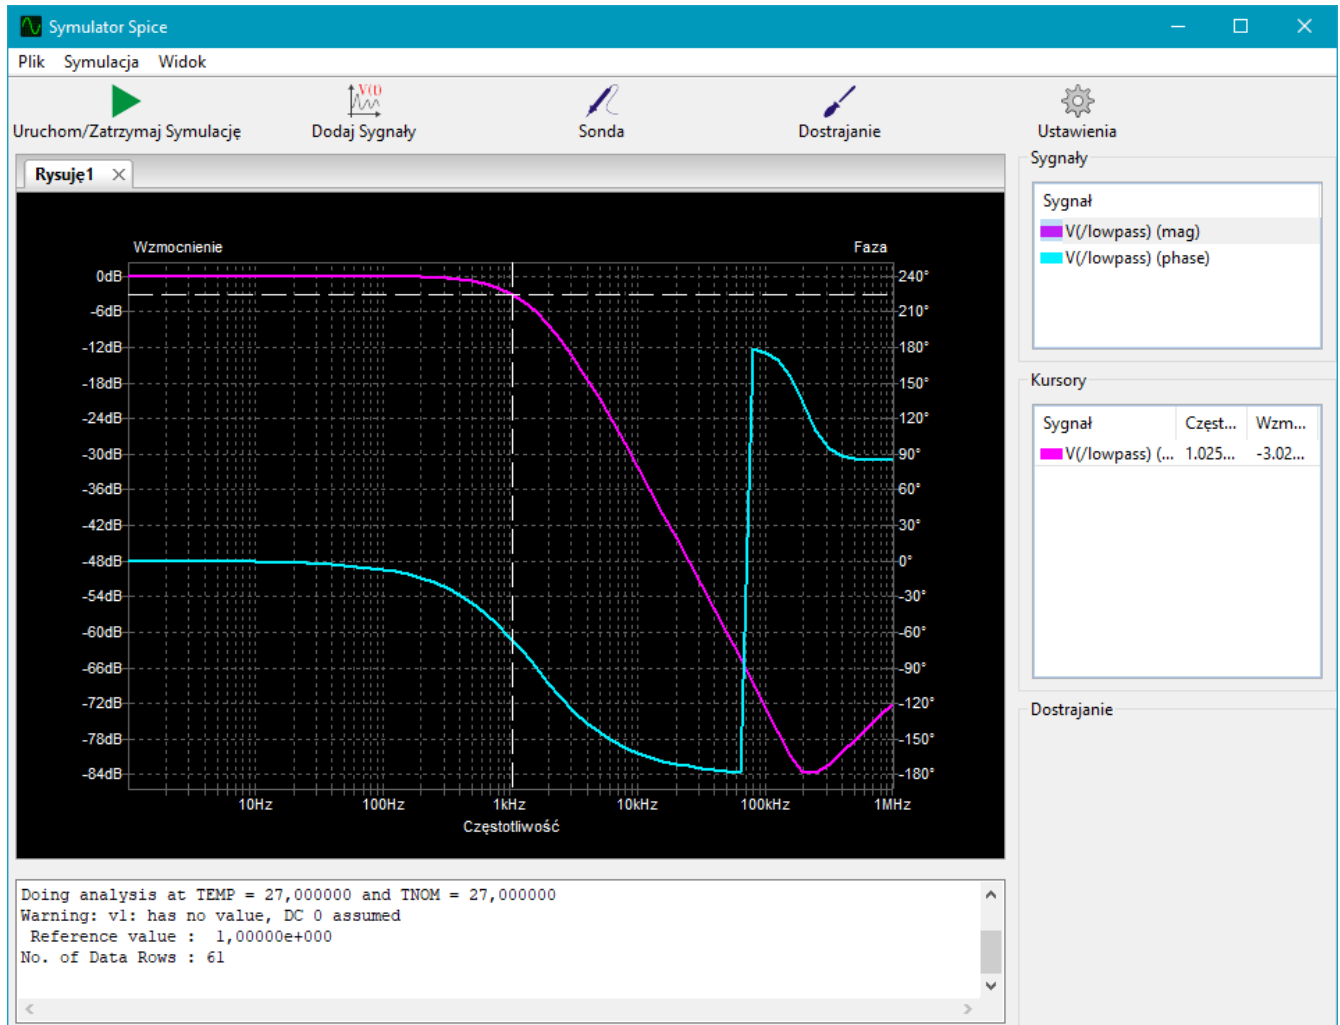 Symulator Spice
Plik Symulacja Widok
V(t)
Uruchom/Zatrzymaj Symulację Dodaj Sygnały Sonda Dostrajanie Ustawienia
Rysuję1
Wzmocnienie Faza
0dB 240°
-6dB 210°
-12dB 180°
-18dB 150°
-24dB 120°
-30dB 90°
-36dB 60°
-42dB 30°
-48dB 0°
-54dB -30°
-60dB -60°
-66dB -90°
-72dB -120°
-78dB -150°
-84dB -180°
10Hz 100Hz 1kHz 10kHz 100kHz 1MHz
Częstotliwość
Doing analysis at TEMP = 27,000000 and TNOM = 27,000000
Warning: v1: has no value, DC 0 assumed
Reference value : 1,00000e+000
No. of Data Rows : 61
Sygnały
Sygnał
V(/lowpass) (mag)
V(/lowpass) (phase)
Kursory
Sygnał Częst... Wzm...
V(/lowpass) (... 1.025... -3.02...
Dostrajanie